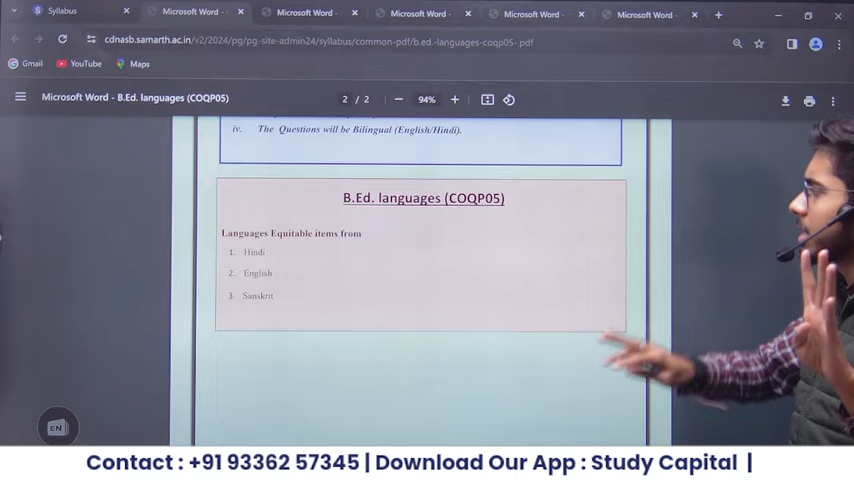 Syllabus
Microsoft Word -
Microsoft Word -
Microsoft Word -
Microsoft Word -
Microsoft Word -
cdnasb.samarth.ac.in/v2/2024/pg/pg-site-admin24/syllabus/common-pdf/b.ed.-languages-coqp05-.pdf
Gmail
YouTube
Maps
Microsoft Word - B.Ed. languages (COQP05)
2 / 2
94%
iv. The Questions will be Bilingual (English/Hindi).
B.Ed. languages (COQP05)
Languages Equitable items from
1. Hindi
2. English
3. Sanskrit
EN
Contact : +91 93362 57345 | Download Our App : Study Capital |